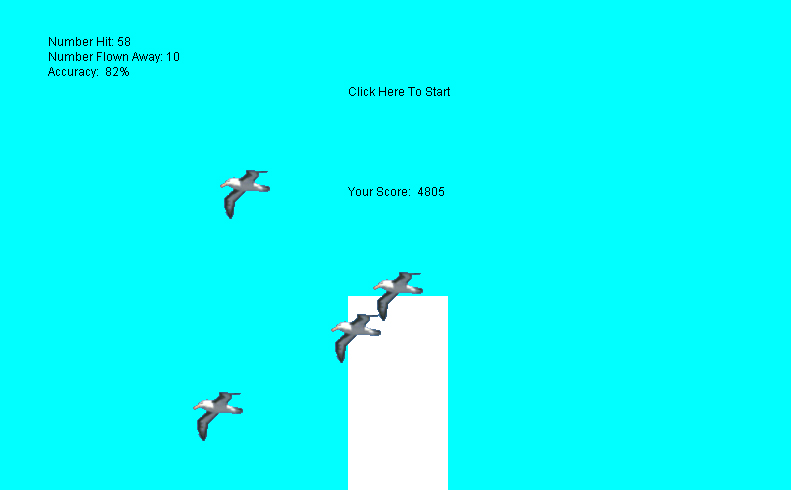 Number Hit: 58
Number Flown Away: 10
Accuracy:  82%
Click Here To Start
Your Score:  4805